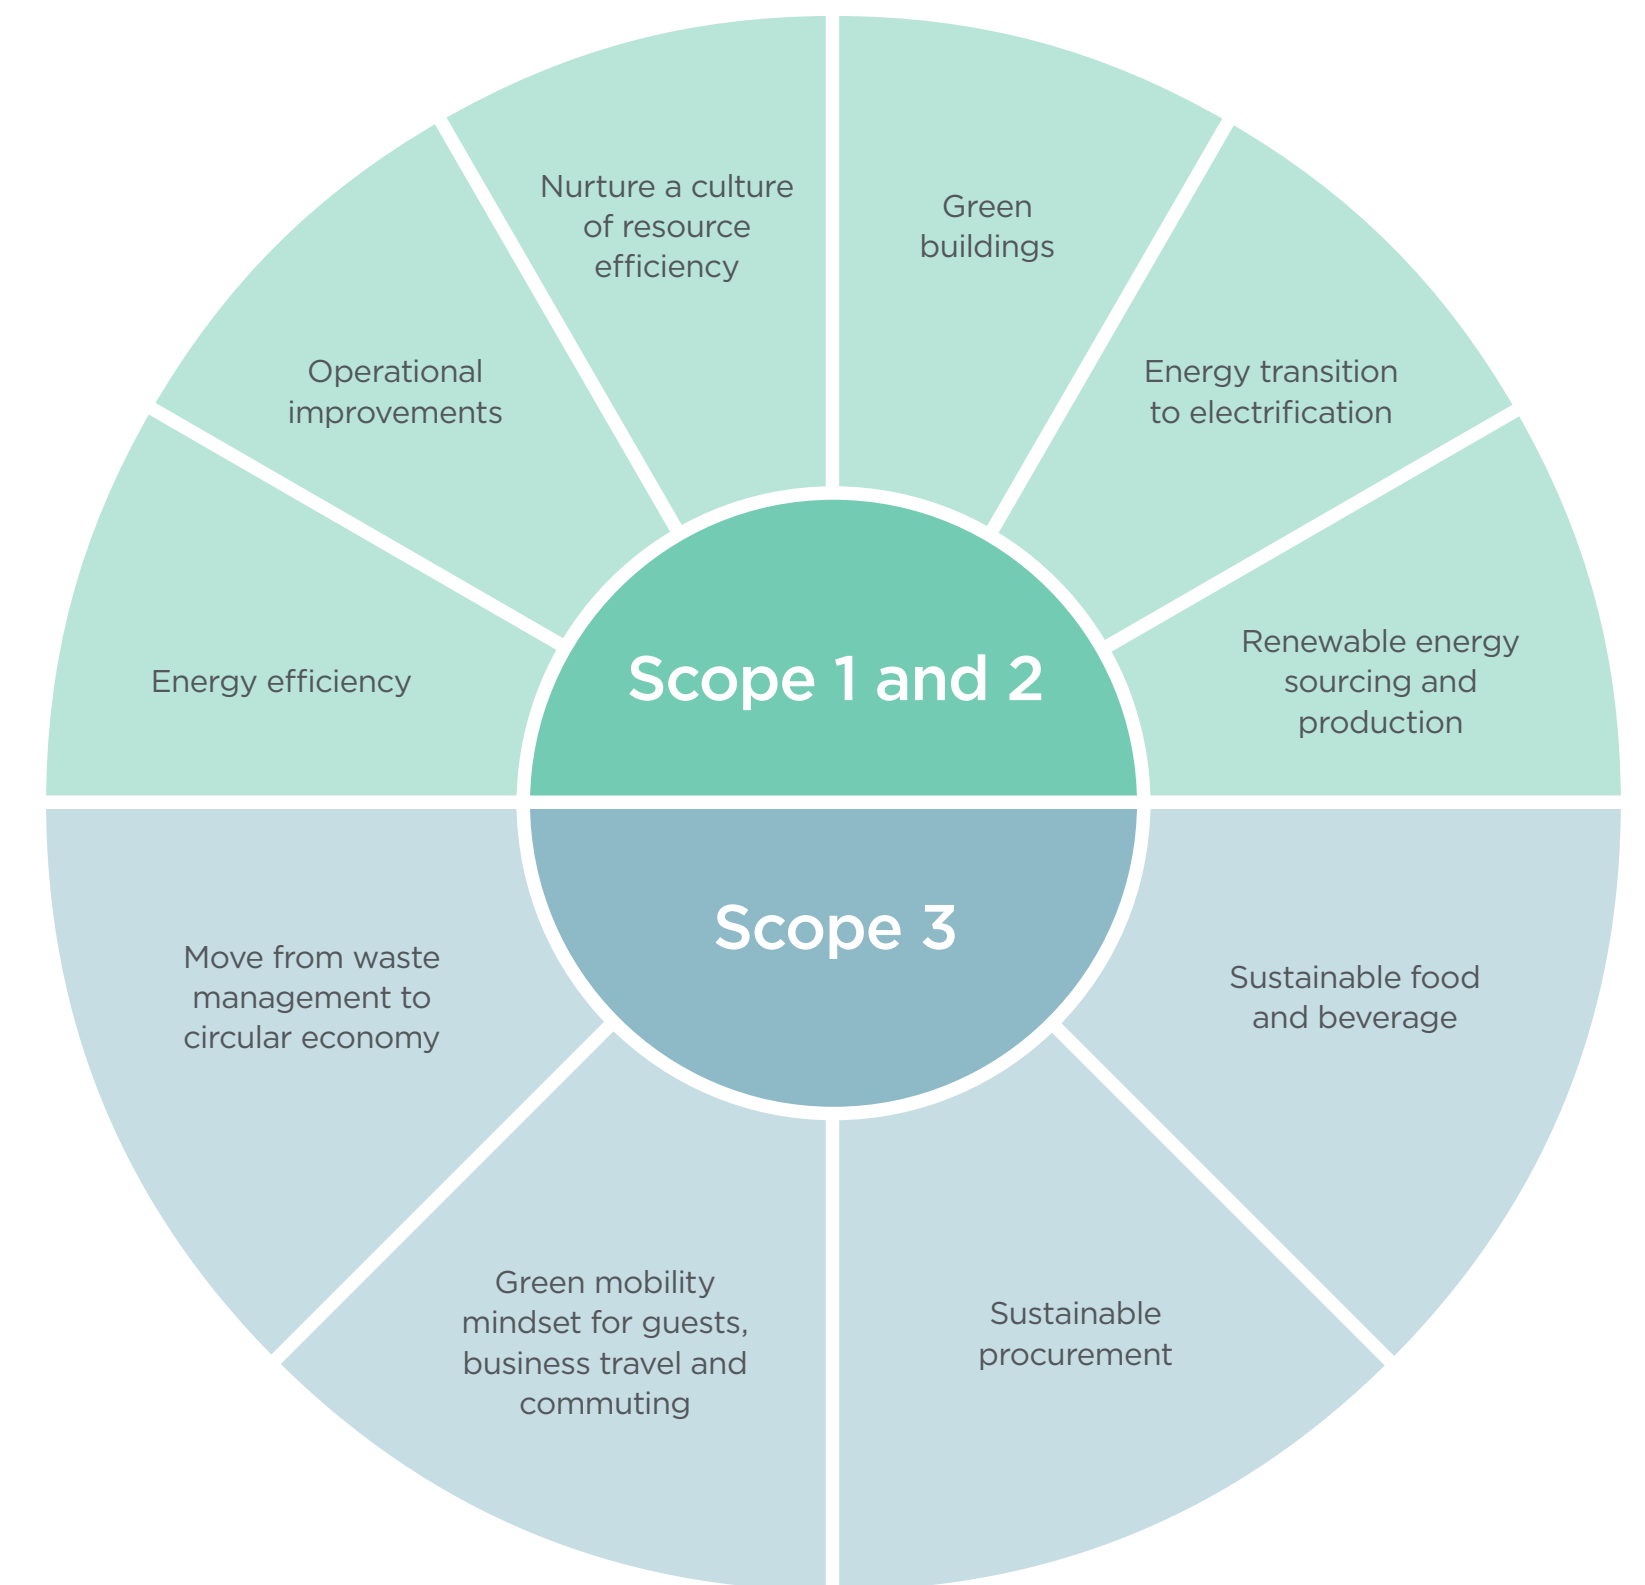 Nurture a culture
of resource
efficiency
Green
buildings
Operational
improvements
Energy transition
to electrification
Energy efficiency
Scope 1 and 2
Renewable energy
sourcing and
production
Scope 3
Move from waste
management to
circular economy
Sustainable food
and beverage
Green mobility
mindset for guests,
business travel and
commuting
Sustainable
procurement